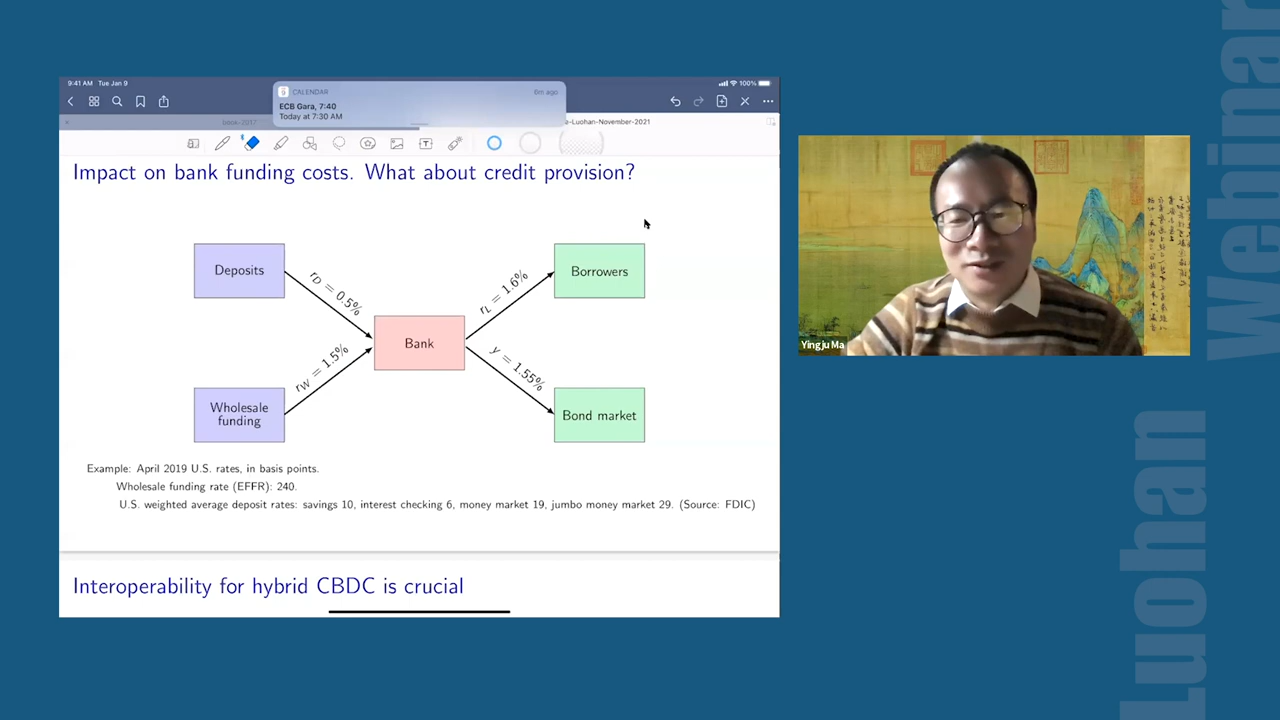 9:41 AM Tue Jan 9
100%
CALENDAR
8m ago
ECB Gara, 7:40
Today at 7:30 AM
e-Luohan-November-2021
Impact on bank funding costs. What about credit provision?
Deposits
rD = 0.5%
rL = 1.6%
Borrowers
Bank
rW = 1.5%
y = 1.55%
Wholesale
funding
Bond market
Example: April 2019 U.S. rates, in basis points.
Wholesale funding rate (EFFR): 240.
U.S. weighted average deposit rates: savings 10, interest checking 6, money market 19, jumbo money market 29. (Source: FDIC)
Interoperability for hybrid CBDC is crucial
Yingju Ma
Luohan Webinar